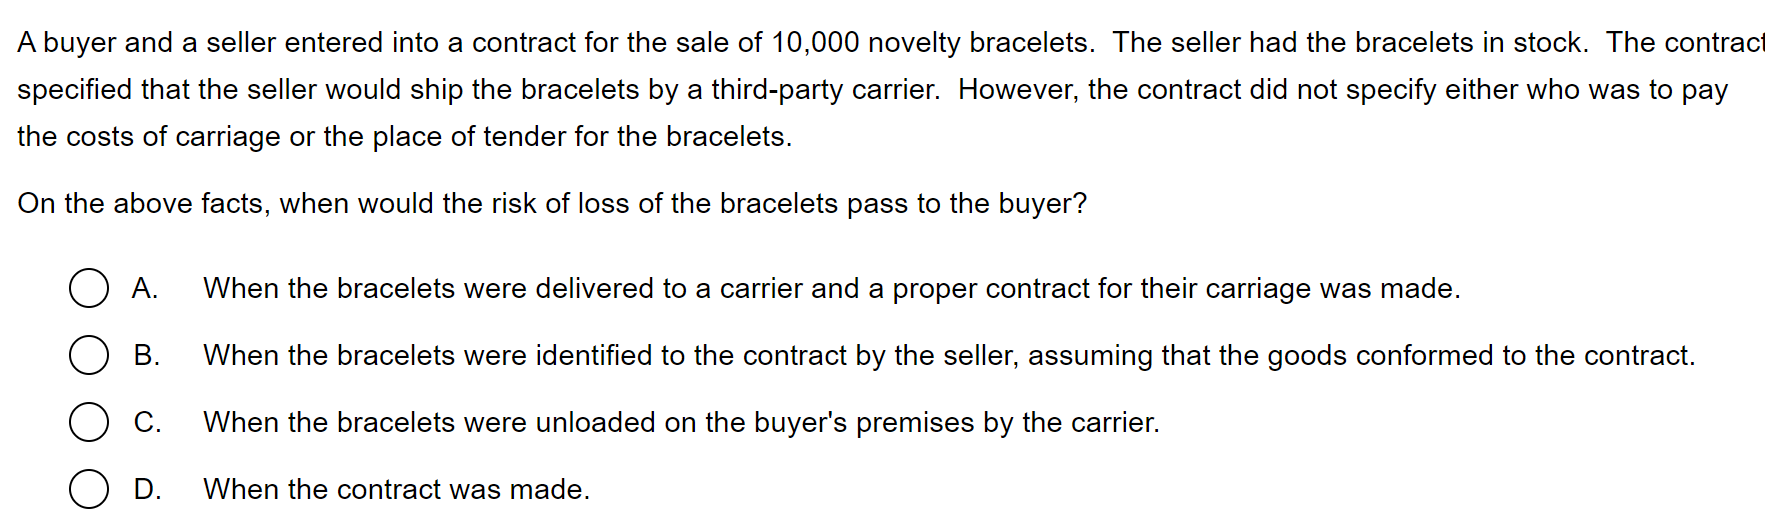 A buyer and a seller entered into a contract for the sale of 10,000 novelty bracelets.  The seller had the bracelets in stock.  The contract
specified that the seller would ship the bracelets by a third-party carrier.  However, the contract did not specify either who was to pay
the costs of carriage or the place of tender for the bracelets.
On the above facts, when would the risk of loss of the bracelets pass to the buyer?
A. When the bracelets were delivered to a carrier and a proper contract for their carriage was made.
B. When the bracelets were identified to the contract by the seller, assuming that the goods conformed to the contract.
C. When the bracelets were unloaded on the buyer's premises by the carrier.
D. When the contract was made.